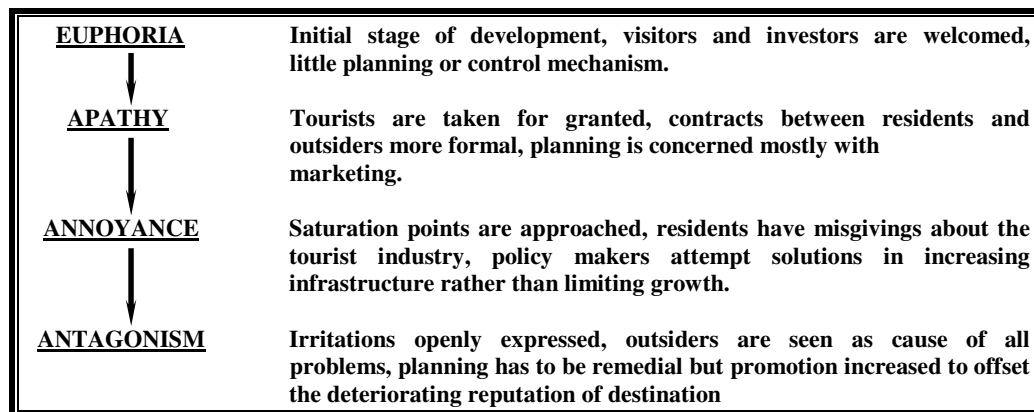 EUPHORIA Initial stage of development, visitors and investors are welcomed,
little planning or control mechanism.
APATHY Tourists are taken for granted, contracts between residents and
outsiders more formal, planning is concerned mostly with
marketing.
ANNOYANCE Saturation points are approached, residents have misgivings about the
tourist industry, policy makers attempt solutions in increasing
infrastructure rather than limiting growth.
ANTAGONISM Irritations openly expressed, outsiders are seen as cause of all
problems, planning has to be remedial but promotion increased to offset
the deteriorating reputation of destination